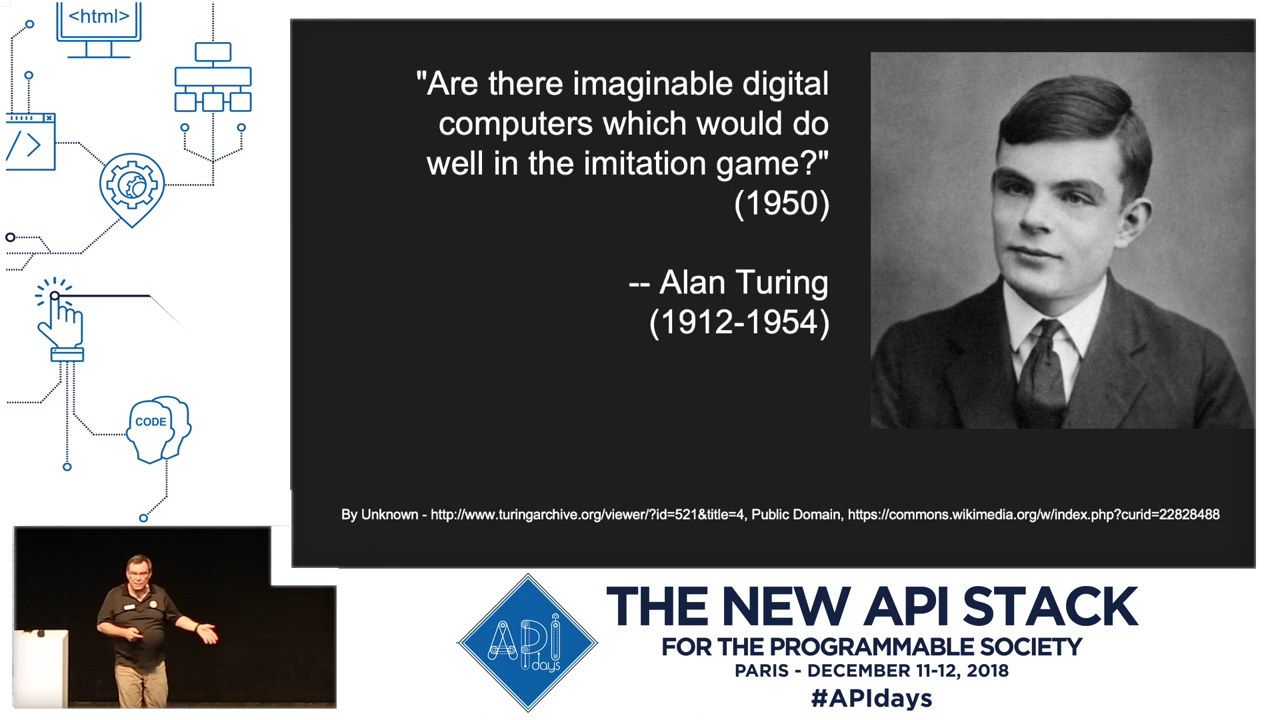 <html>
</>
CODE
"Are there imaginable digital
computers which would do
well in the imitation game?"
(1950)
-- Alan Turing
(1912-1954)
By Unknown - http://www.turingarchive.org/viewer/?id=521&title=4, Public Domain, https://commons.wikimedia.org/w/index.php?curid=22828488
API
days
THE NEW API STACK
FOR THE PROGRAMMABLE SOCIETY
PARIS - DECEMBER 11-12, 2018
#APIdays